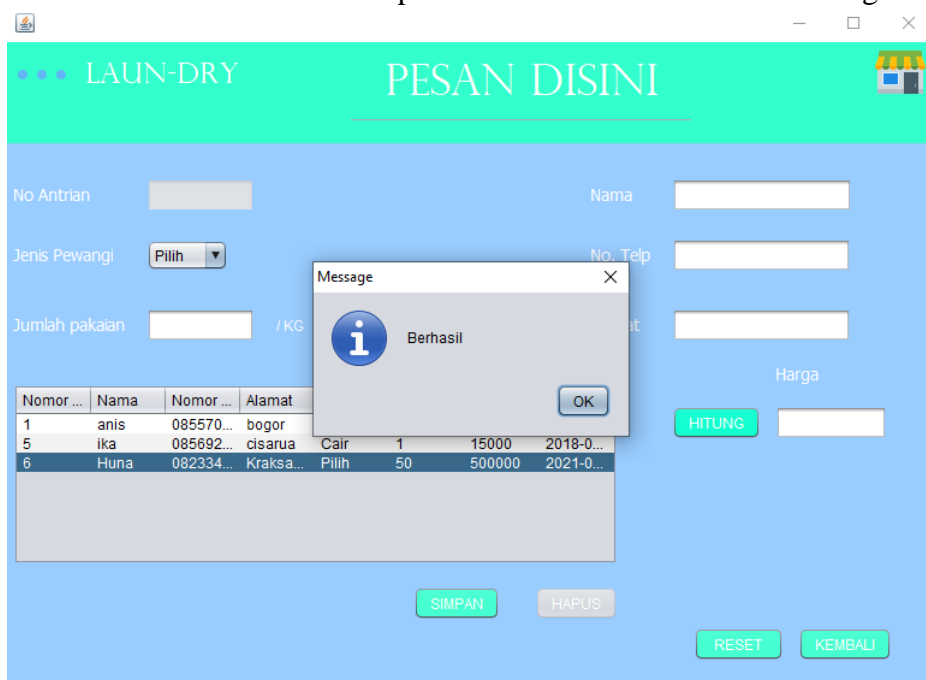 LAUN-DRY
PESAN DISINI
No Antrian
Nama
Jenis Pewangi
Pilih
No. Telp
Jumlah pakaian
/ KG
Message
Berhasil
OK
Harga
HITUNG
Nomor ... Nama Nomor ... Alamat
1 anis 085570... bogor
5 ika 085692... cisarua Cair 1 15000 2018-0...
6 Huna 082334... Kraksa... Pilih 50 500000 2021-0...
SIMPAN
HAPUS
RESET
KEMBALI